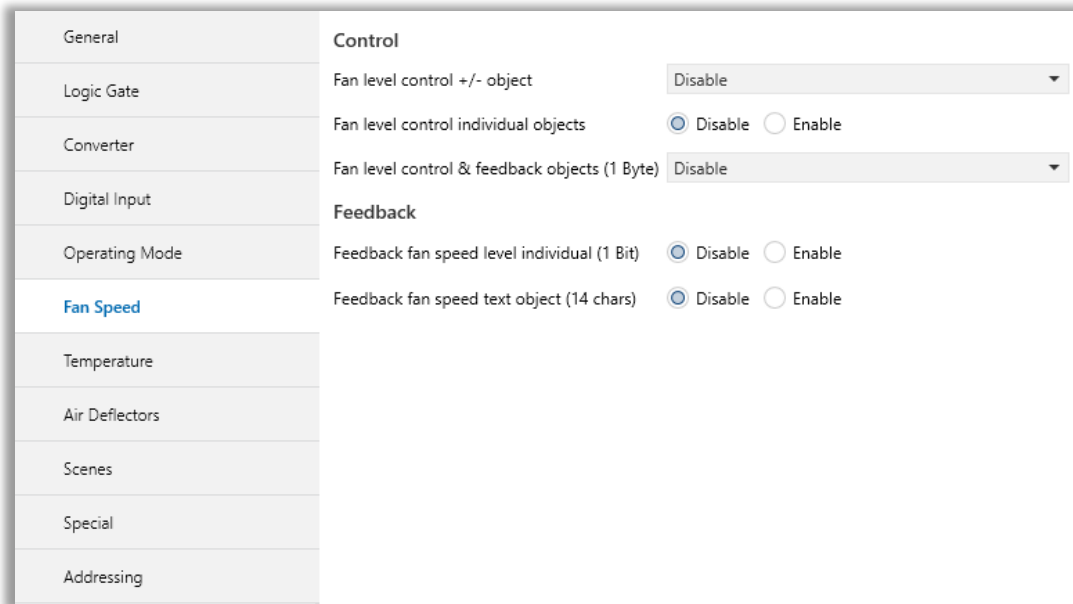 General
Logic Gate
Converter
Digital Input
Operating Mode
Fan Speed
Temperature
Air Deflectors
Scenes
Special
Addressing
Control
Fan level control +/- object Disable
Fan level control individual objects Disable Enable
Fan level control & feedback objects (1 Byte) Disable
Feedback
Feedback fan speed level individual (1 Bit) Disable Enable
Feedback fan speed text object (14 chars) Disable Enable